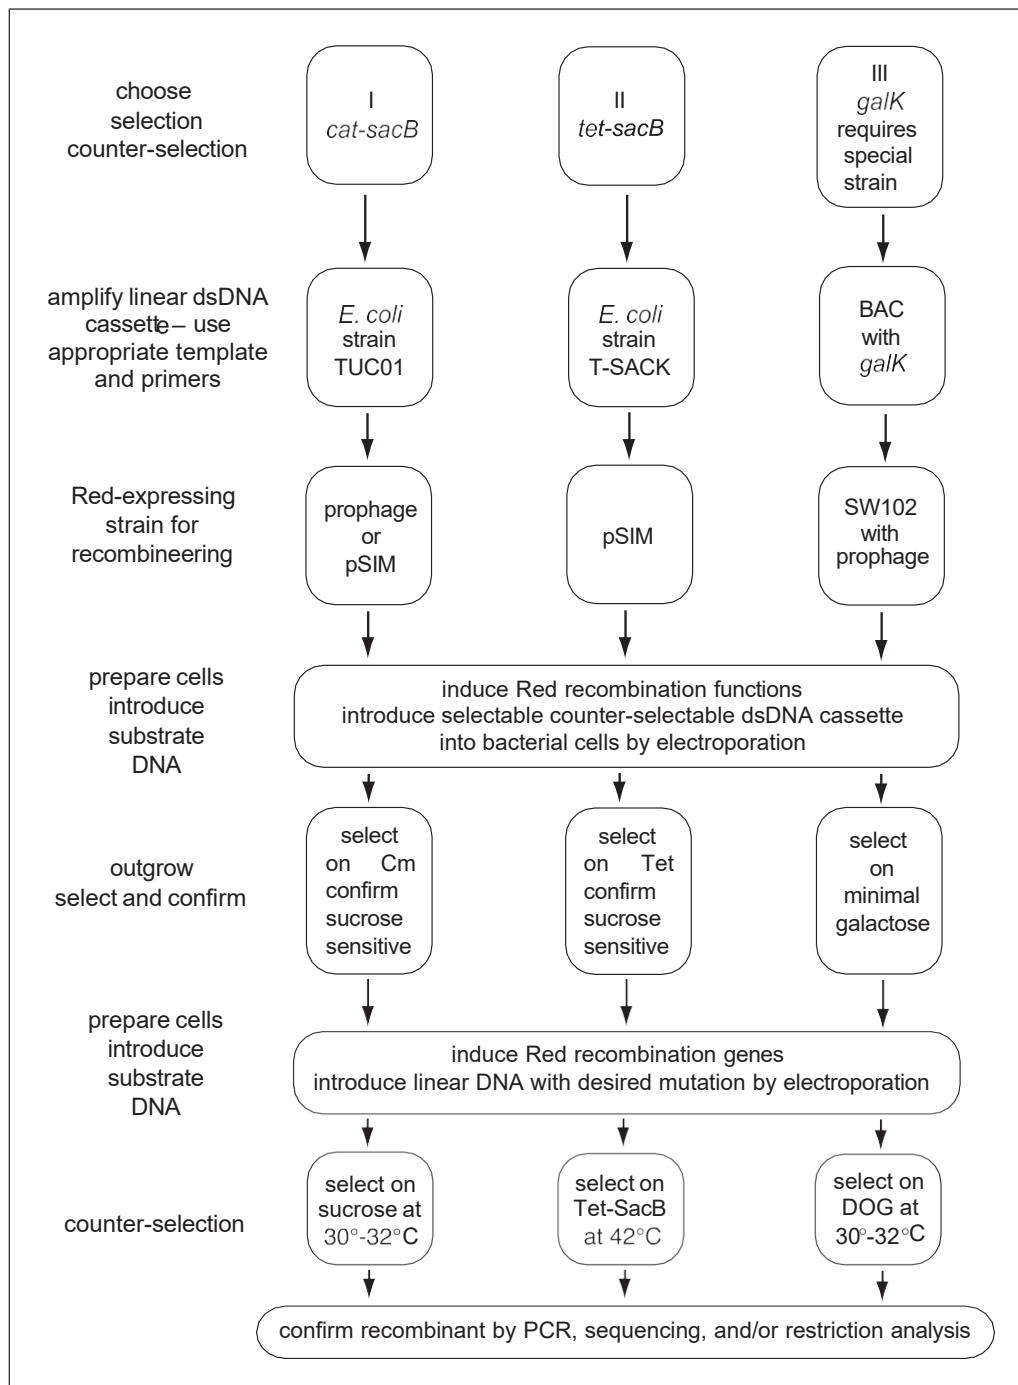 choose
selection
counter-selection
I
cat-sacB
II
tet-sacB
III
galK
requires
special
strain
amplify linear dsDNA
cassette – use
appropriate template
and primers
E. coli
strain
TUC01
E. coli
strain
T-SACK
BAC
with
galK
Red-expressing
strain for
recombineering
prophage
or
pSIM
pSIM
SW102
with
prophage
prepare cells
introduce
substrate
DNA
induce Red recombination functions
introduce selectable counter-selectable dsDNA cassette
into bacterial cells by electroporation
outgrow
select and confirm
select
on Cm
confirm
sucrose
sensitive
select
on Tet
confirm
sucrose
sensitive
select
on
minimal
galactose
prepare cells
introduce
substrate
DNA
induce Red recombination genes
introduce linear DNA with desired mutation by electroporation
counter-selection
select on
sucrose at
30°-32°C
select on
Tet-SacB
at 42°C
select on
DOG at
30°-32°C
confirm recombinant by PCR, sequencing, and/or restriction analysis